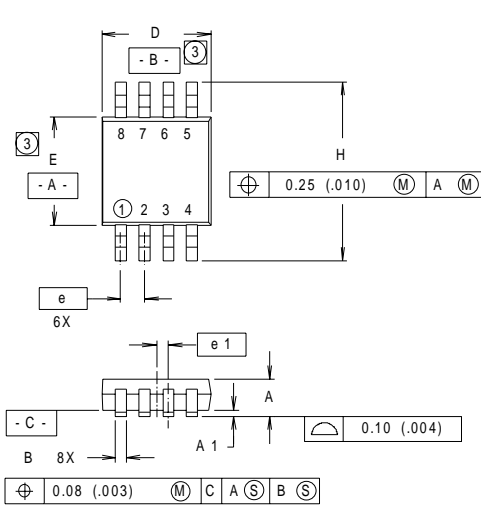 D
- B -
3
8 7 6 5
3
E
H
- A -
0.25 (.010) M A M
1 2 3 4
e
6X
e 1
A
- C -
0.10 (.004)
A 1
B 8X
0.08 (.003) M C A S B S